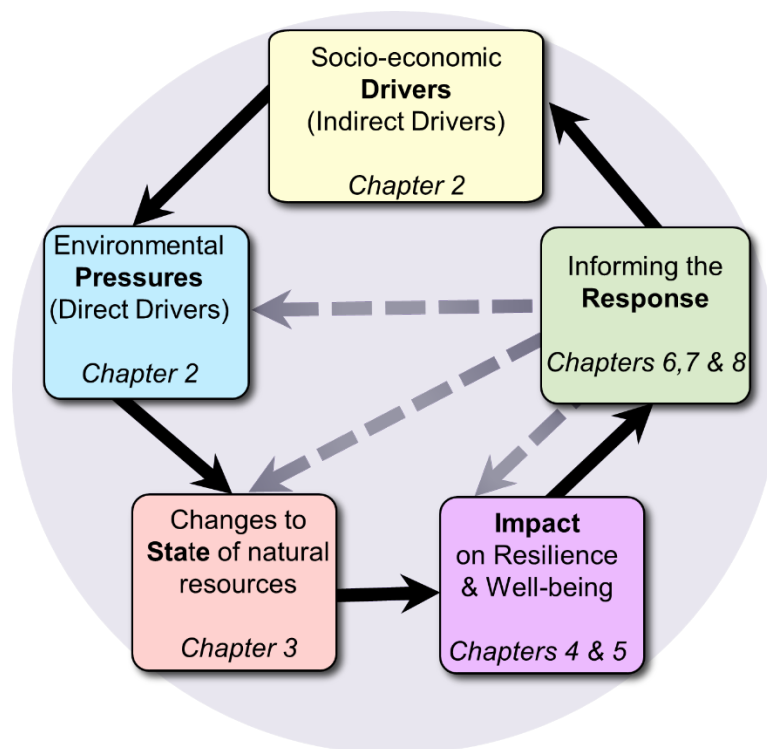 Socio-economic
Drivers
(Indirect Drivers)
Chapter 2
Environmental
Pressures
(Direct Drivers)
Chapter 2
Informing the
Response
Chapters 6,7 & 8
Changes to
State of natural
resources
Chapter 3
Impact
on Resilience
& Well-being
Chapters 4 & 5